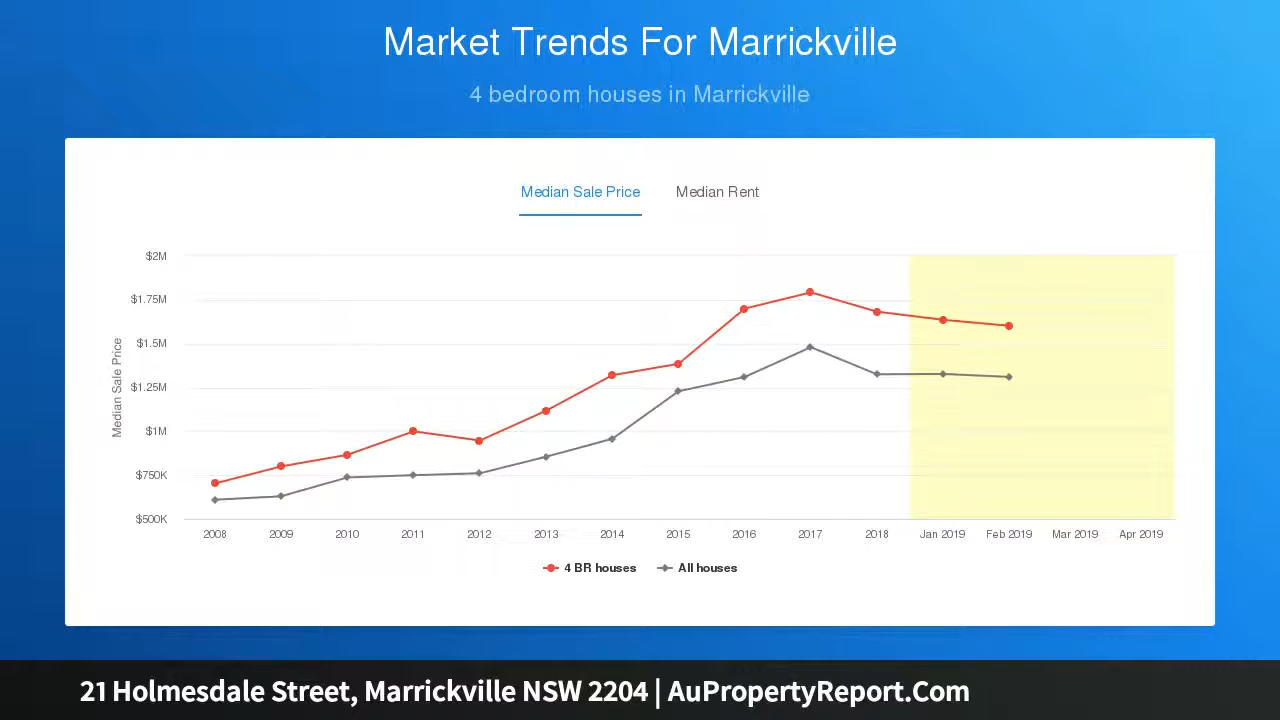 Market Trends For Marrickville
4 bedroom houses in Marrickville
Median Sale Price Median Rent
Median Sale Price
$2M
$1.75M
$1.5M
$1.25M
$1M
$750K
$500K
2008 2009 2010 2011 2012 2013 2014 2015 2016 2017 2018 Jan 2019 Feb 2019 Mar 2019 Apr 2019
4 BR houses All houses
21 Holmesdale Street, Marrickville NSW 2204 | AuPropertyReport.Com